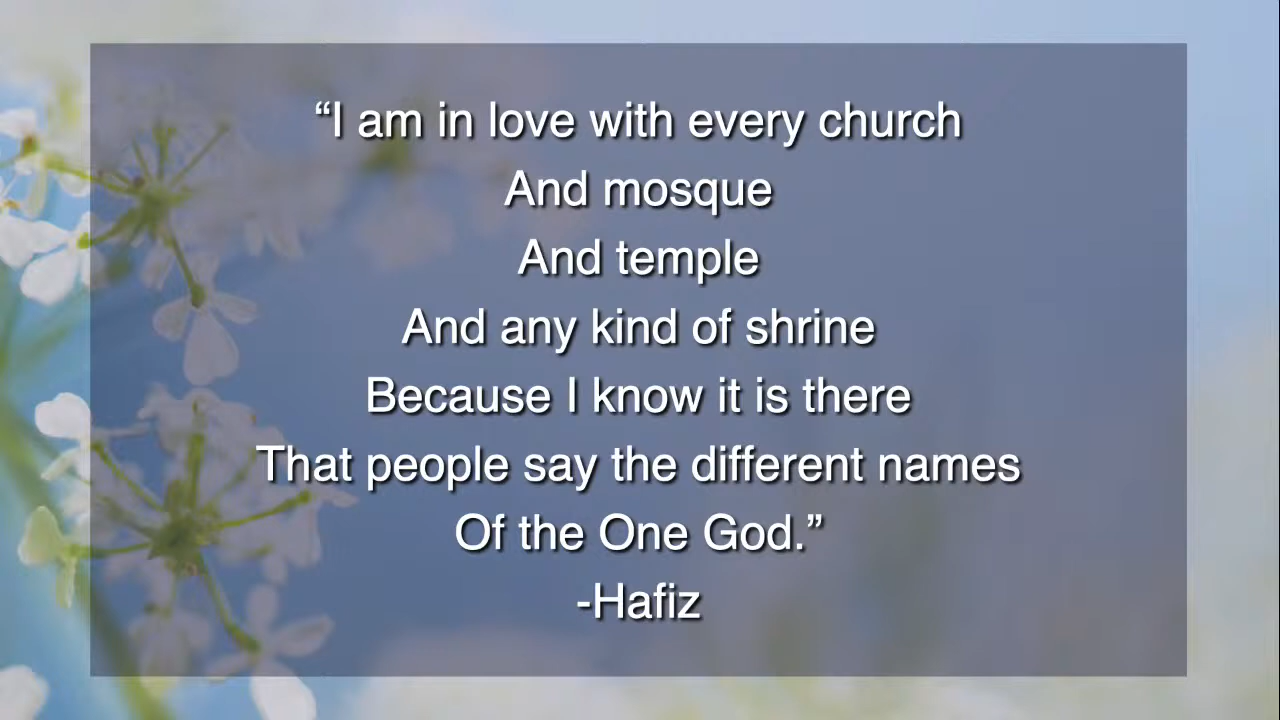 “I am in love with every church
And mosque
And temple
And any kind of shrine
Because I know it is there
That people say the different names
Of the One God.”
-Hafiz